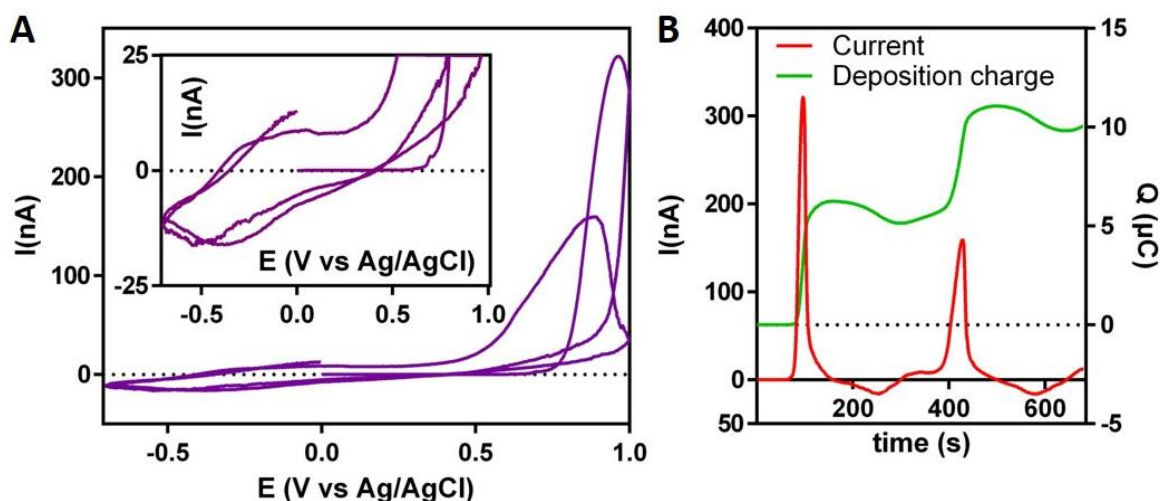 A
I(nA)
300
200
100
0
-0.5
0.0
0.5
1.0
E (V vs Ag/AgCl)
25
0
-25
I(nA)
E (V vs Ag/AgCl)
-0.5
0.0
0.5
1.0
B
Current
Deposition charge
I(nA)
400
300
200
100
0
50
200
400
600
time (s)
15
10
5
0
-5
Q (µC)